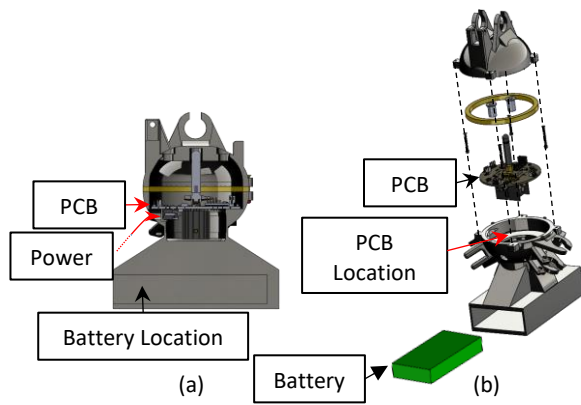 PCB
Power
Battery Location
(a)
PCB
PCB
Location
Battery
(b)